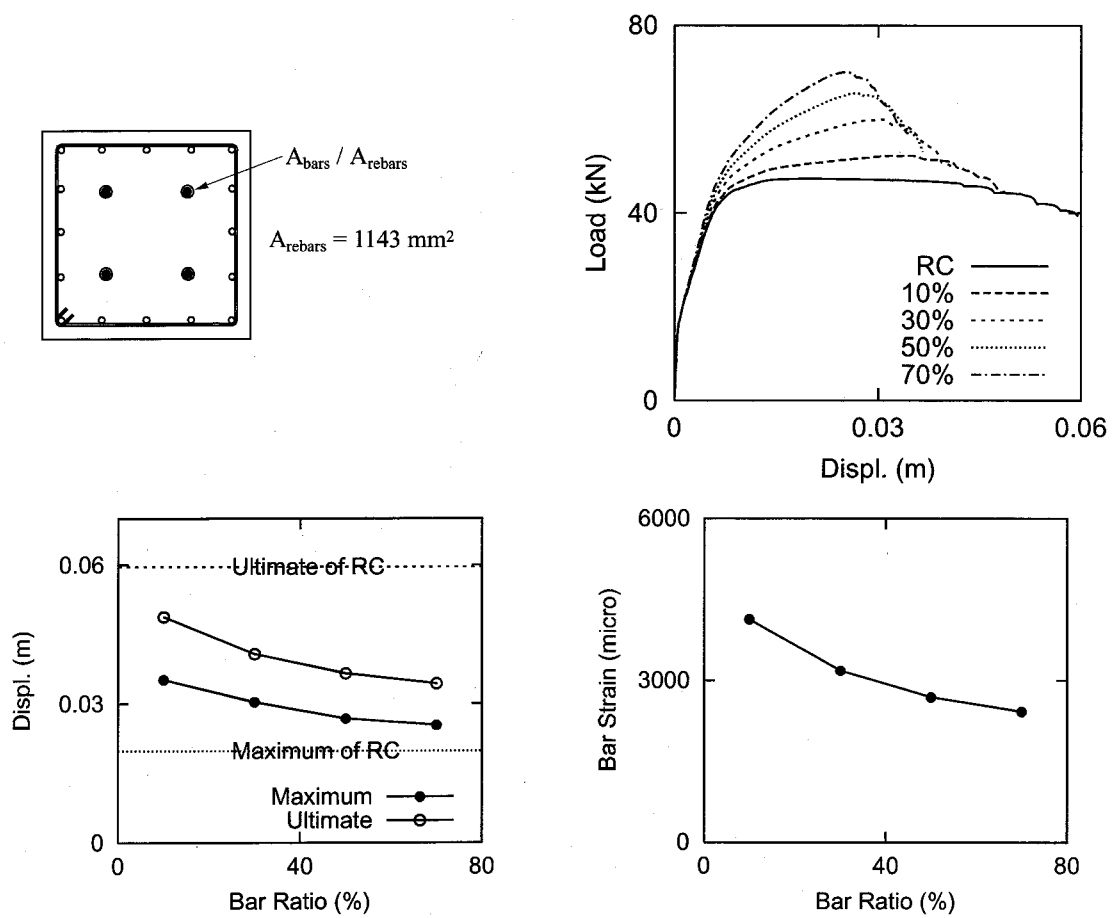 A_bars / A_rebars
A_rebars = 1143 mm²
80
40
0
Load (kN)
RC
10%
30%
50%
70%
0
0.03
0.06
Displ. (m)
0.06
0.03
0
Displ. (m)
Ultimate of RC
Maximum of RC
Maximum
Ultimate
0
40
80
Bar Ratio (%)
6000
3000
0
Bar Strain (micro)
0
40
80
Bar Ratio (%)